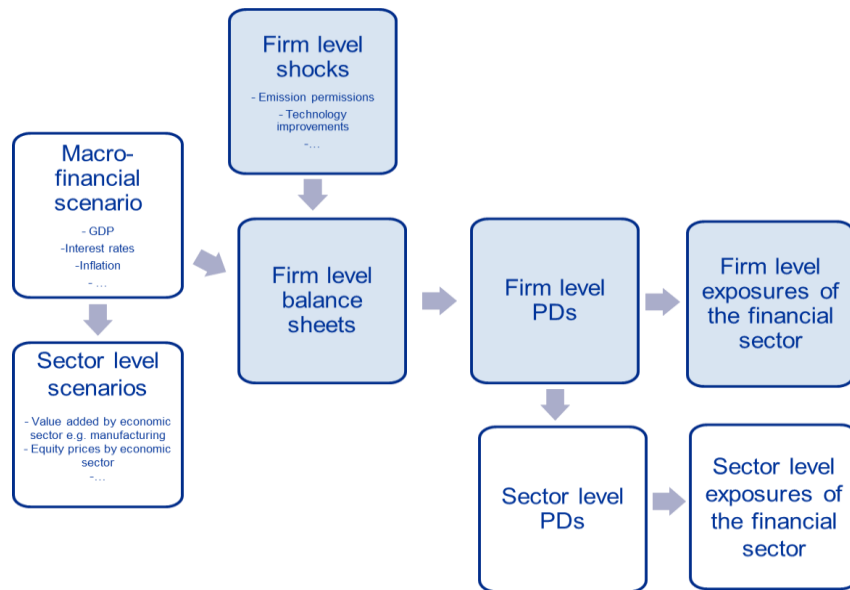 Firm level
shocks
- Emission permissions
- Technology
improvements
-...
Macro-
financial
scenario
- GDP
-Interest rates
-Inflation
- ...
Firm level
balance
sheets
Firm level
PDs
Firm level
exposures of
the financial
sector
Sector level
scenarios
- Value added by economic
sector e.g. manufacturing
- Equity prices by economic
sector
-...
Sector level
PDs
Sector level
exposures of
the financial
sector